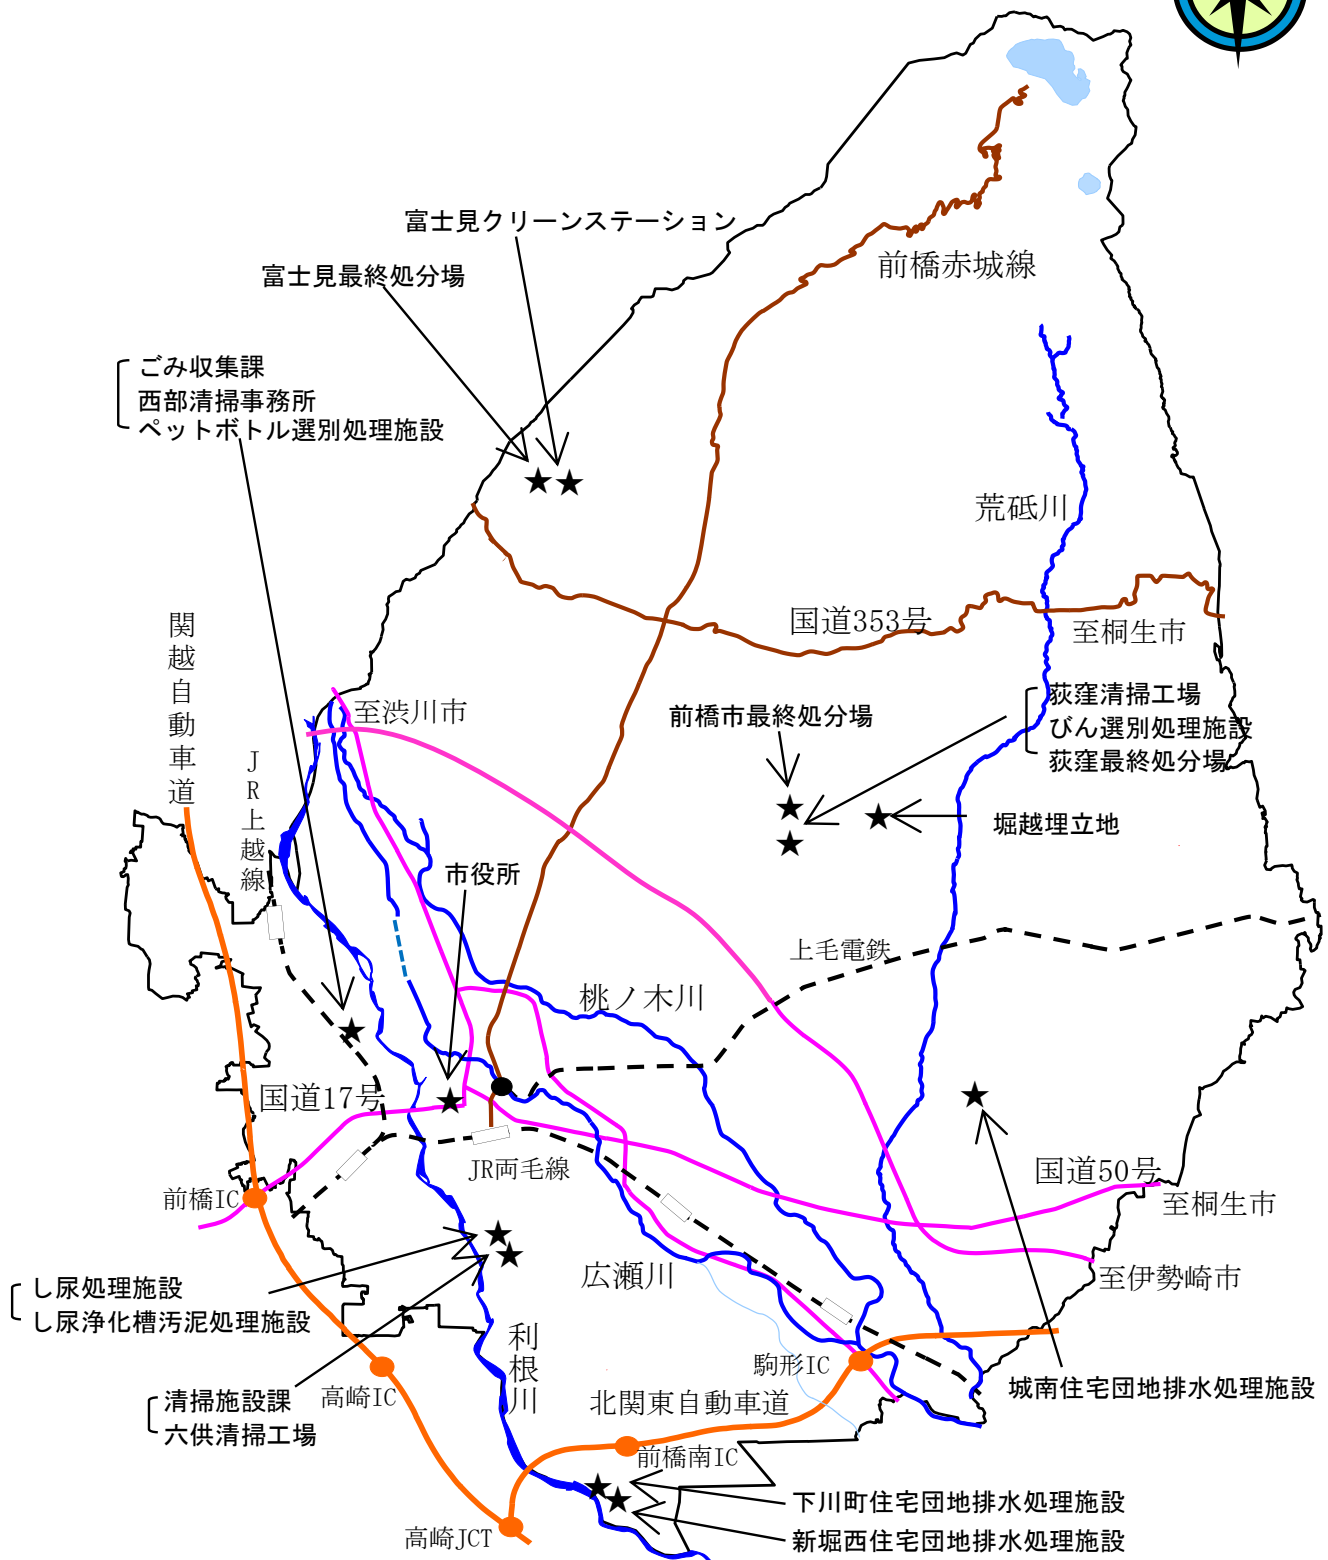 富士見クリーンステーション
富士見最終処分場
前橋赤城線
ごみ収集課
西部清掃事務所
ペットボトル選別処理施設
荒砥川
国道353号
至桐生市
関越自動車道
至渋川市
前橋市最終処分場
荻窪清掃工場
びん選別処理施設
荻窪最終処分場
JR上越線
堀越埋立地
市役所
上毛電鉄
桃ノ木川
国道17号
JR両毛線
国道50号
至桐生市
前橋IC
広瀬川
至伊勢崎市
し尿処理施設
し尿浄化槽汚泥処理施設
利根川
駒形IC
城南住宅団地排水処理施設
高崎IC
北関東自動車道
清掃施設課
六供清掃工場
前橋南IC
下川町住宅団地排水処理施設
高崎JCT
新堀西住宅団地排水処理施設